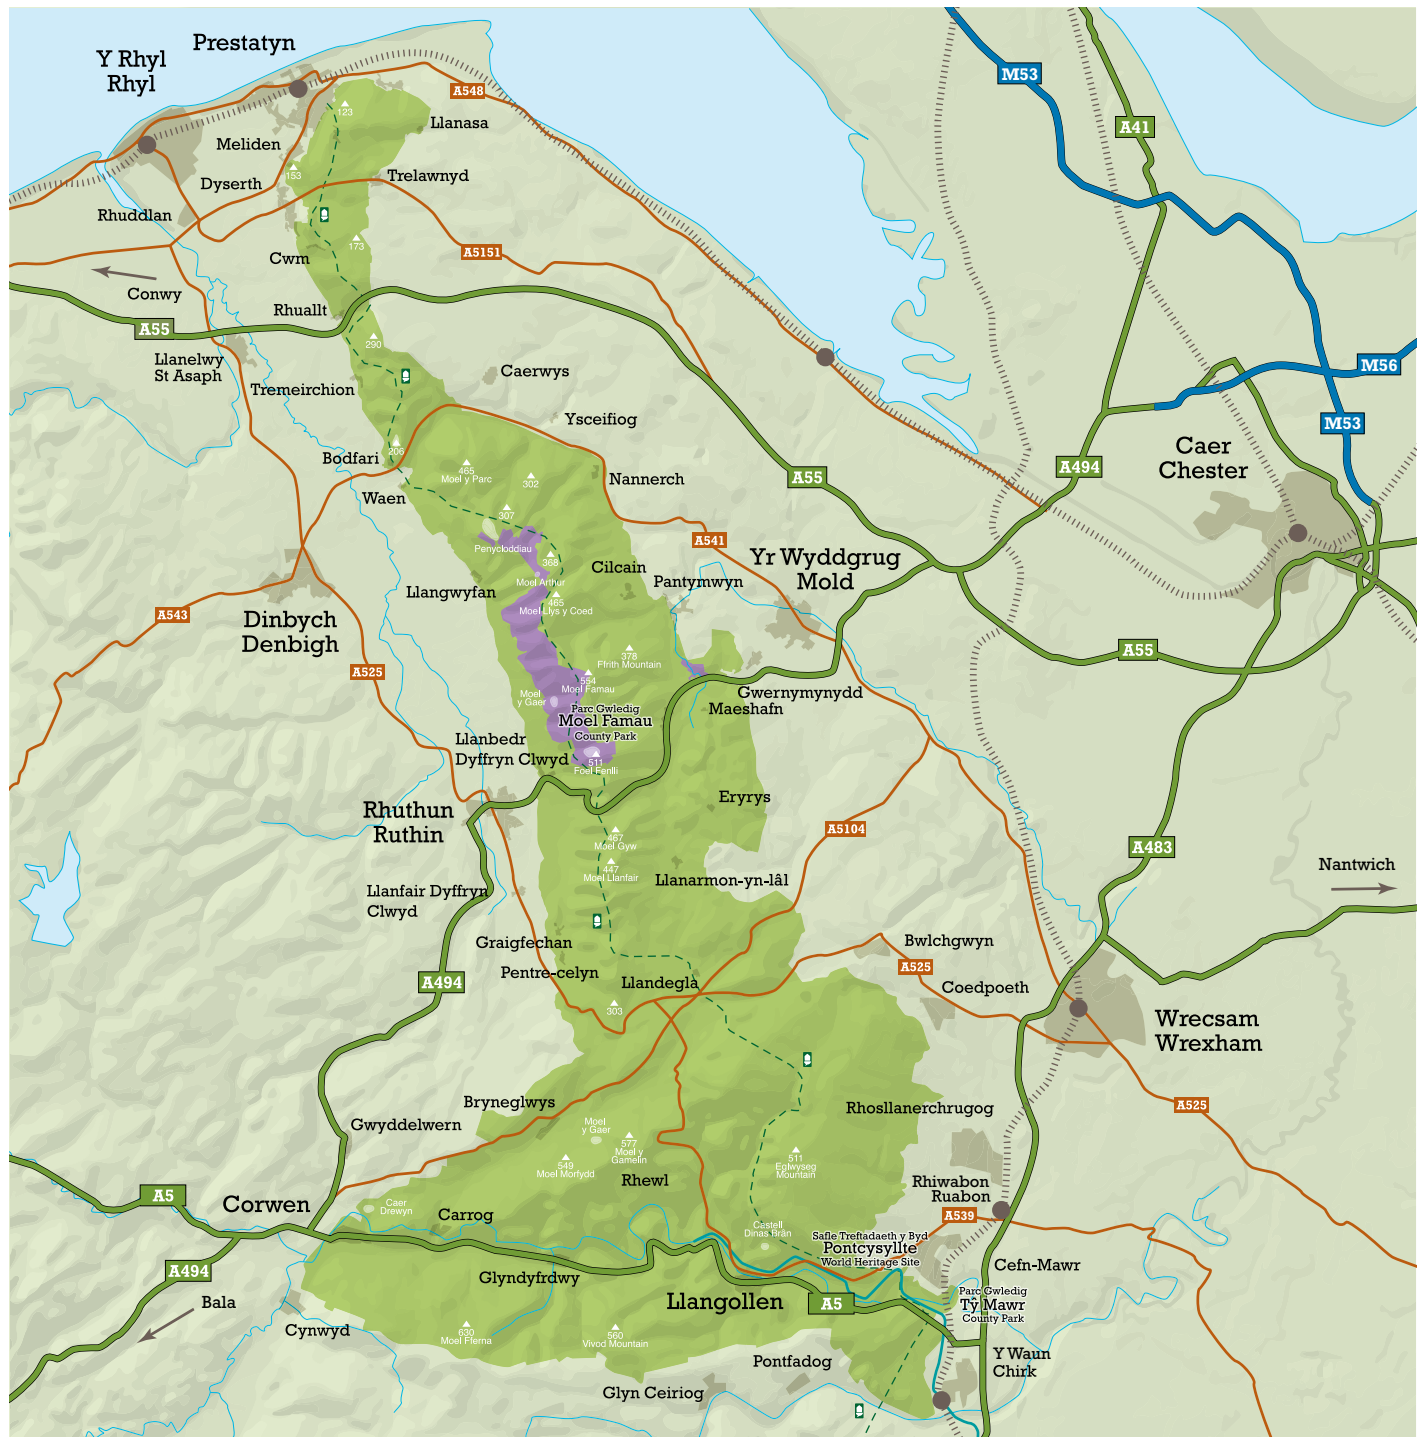 Prestatyn
Y Rhyl
Rhyl
M53
A548
A41
123
Llanasa
Meliden
153
Trelawnyd
Dyserth
Rhuddlan
173
A5151
Cwm
Conwy
Rhuallt
A55
290
Llanelwy
St Asaph
Tremeirchion
Caerwys
M56
Ysceifiog
M53
Caer
Chester
206
Bodfari
465
Moel y Parc
302
Nannerch
A55
A494
Waen
307
A541
Penycloddiau
368
Yr Wyddgrug
Mold
Cilcain
Moel Arthur
Pantymwyn
Llangwyfan
465
Moel Llys y Coed
A543
Dinbych
Denbigh
378
Ffrith Mountain
A55
A525
554
Moel Famau
Moel
y Gaer
Gwernymynydd
Maeshafn
Parc Gwledig
Moel Famau
County Park
Llanbedr
Dyffryn Clwyd
511
Foel Fenlli
Eryrys
Rhuthun
Ruthin
467
Moel Gyw
A5104
A483
447
Moel Llanfair
Nantwich
Llanarmon-yn-lâl
Llanfair Dyffryn
Clwyd
Graigfechan
Bwlchgwyn
Pentre-celyn
A525
A494
Llandegla
Coedpoeth
303
Wrecsam
Wrexham
Bryneglwys
Rhosllanerchrugog
A525
Gwyddelwern
Moel
y Gaer
577
Moel y
Gamelin
549
Moel Morfydd
511
Eglwyseg
Mountain
Rhewl
Rhiwabon
Ruabon
A5
Corwen
Caer
Drewyn
Carrog
A539
Castell
Dinas Brân
Safle Treftadaeth y Byd
Pontcysyllte
World Heritage Site
A494
Glyndyfrdwy
Cefn-Mawr
Bala
Llangollen
A5
Parc Gwledig
Tŷ Mawr
County Park
Cynwyd
630
Moel Fferna
560
Vivod Mountain
Pontfadog
Y Waun
Chirk
Glyn Ceiriog